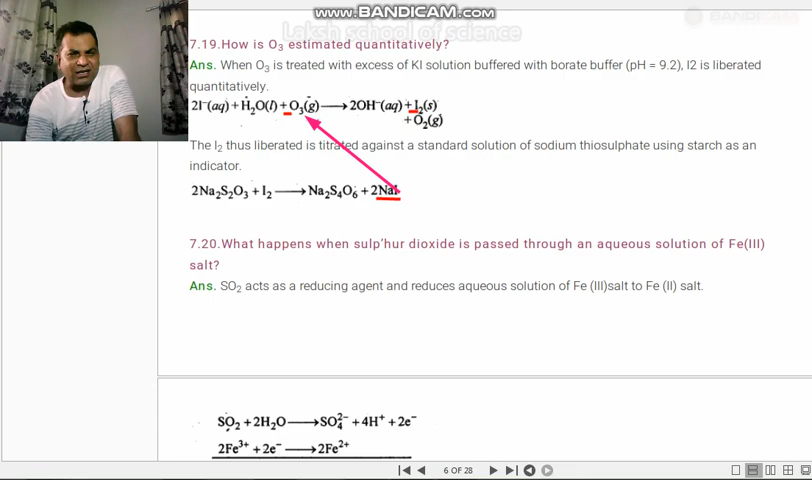 www.BANDICAM.com
BANDICAM
Laksh school of science
7.19.How is O₃ estimated quantitatively?
Ans. When O₃ is treated with excess of KI solution buffered with borate buffer (pH = 9.2), I2 is liberated
quantitatively.
2I⁻(aq) + H₂O(l) + O₃(g) ⟶ 2OH⁻(aq) + I₂(s)
+ O₂(g)
The I₂ thus liberated is titrated against a standard solution of sodium thiosulphate using starch as an
indicator.
2Na₂S₂O₃ + I₂ ⟶ Na₂S₄O₆ + 2NaI
7.20.What happens when sulp'hur dioxide is passed through an aqueous solution of Fe(III)
salt?
Ans. SO₂ acts as a reducing agent and reduces aqueous solution of Fe (III)salt to Fe (II) salt.
SO₂ + 2H₂O ⟶ SO₄²⁻ + 4H⁺ + 2e⁻
2Fe³⁺ + 2e⁻ ⟶ 2Fe²⁺
6 OF 28